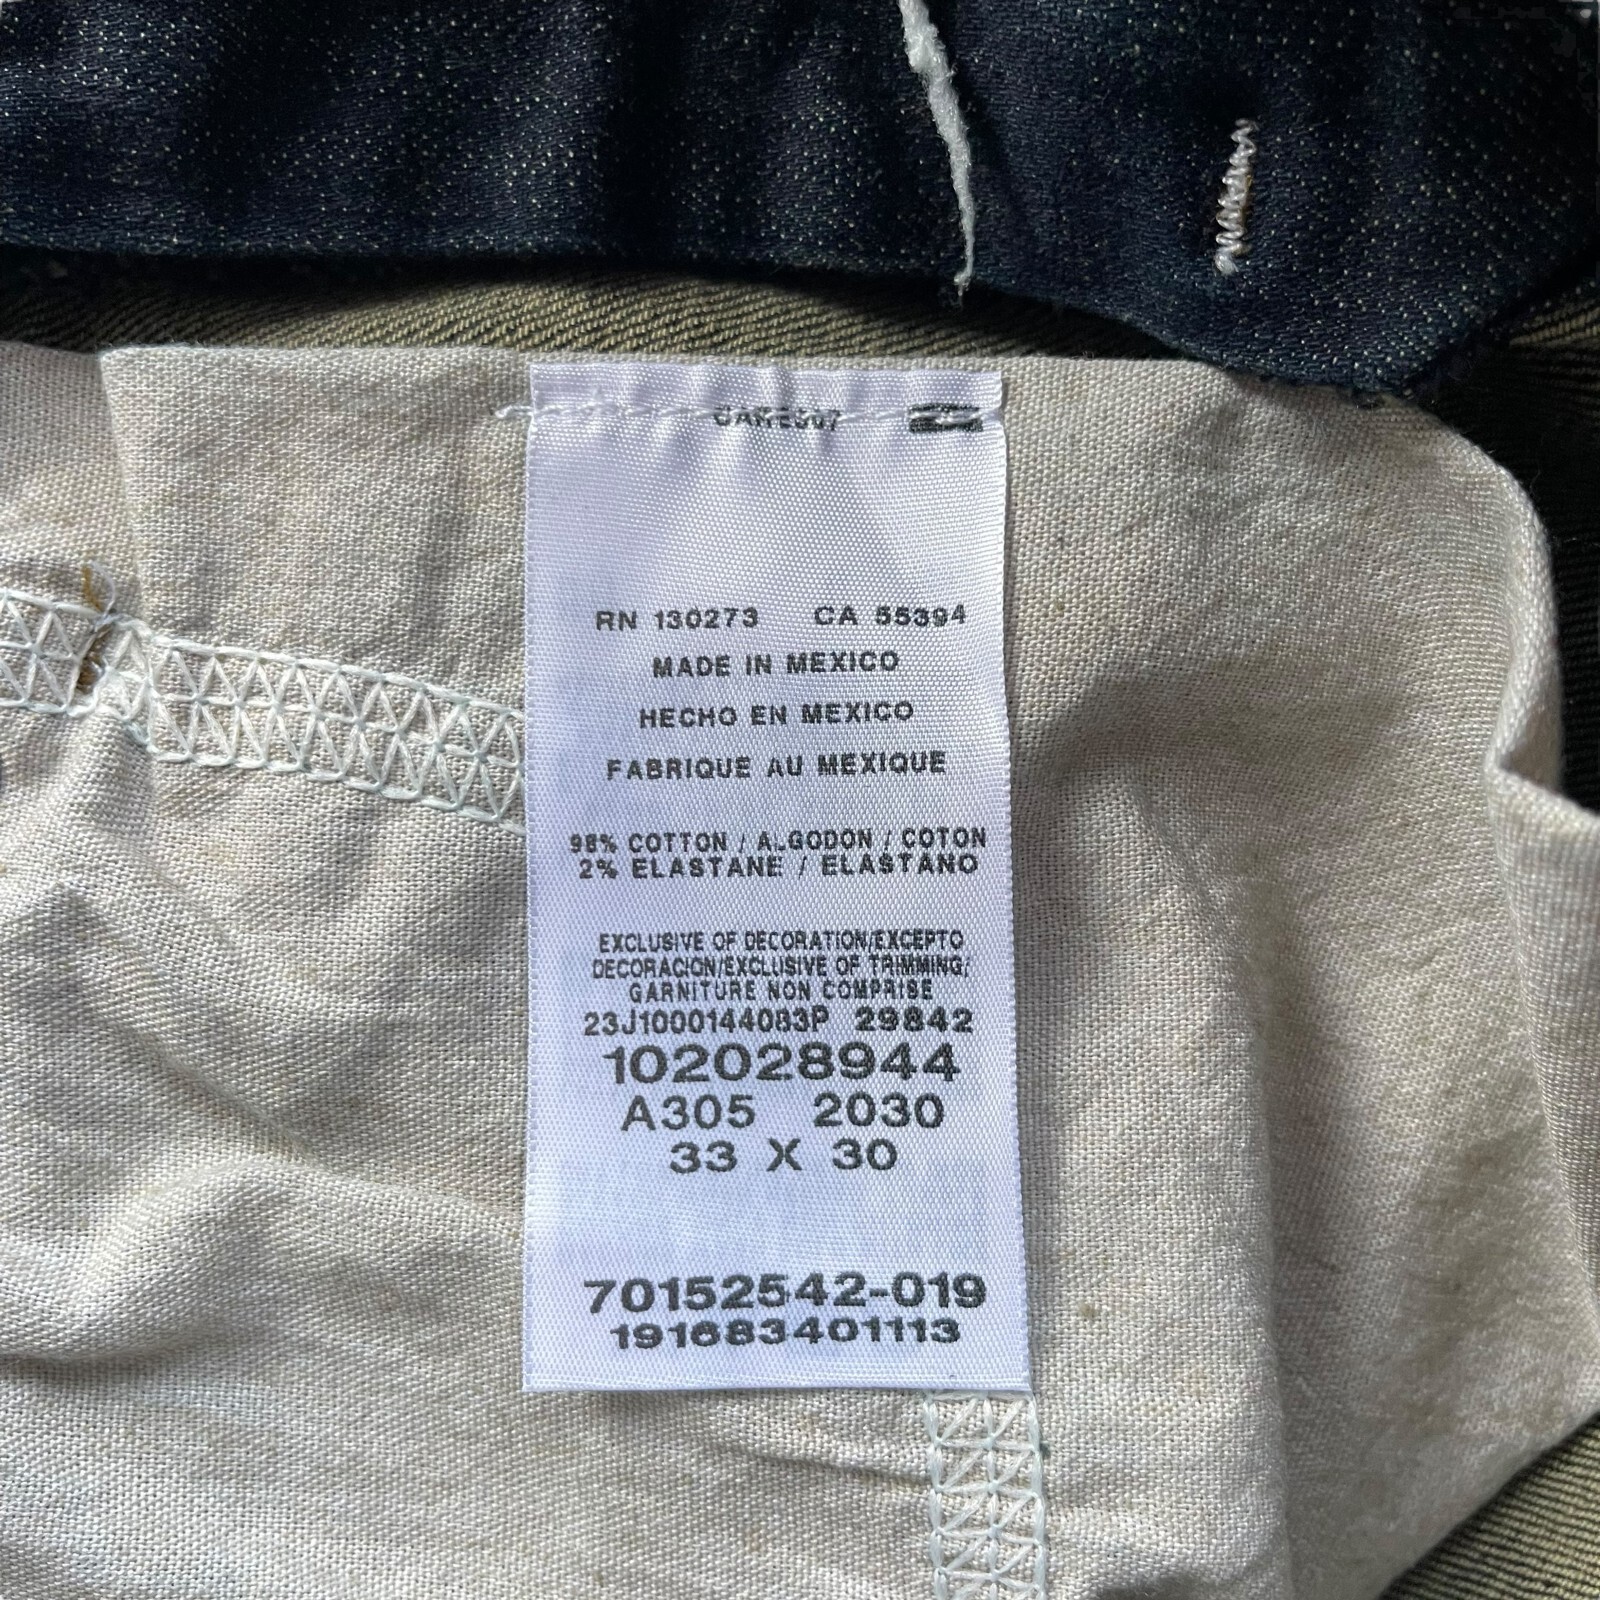 RN 130273 CA 55394
MADE IN MEXICO
HECHO EN MEXICO
FABRIQUE AU MEXIQUE
98% COTTON / ALGODON / COTON
2% ELASTANE / ELASTANO
EXCLUSIVE OF DECORATION/EXCEPTO
DECORACION/EXCLUSIVE OF TRIMMING/
GARNITURE NON COMPRISE
23J1000144083P 29842
102028944
A305 2030
33 X 30
70152542-019
191683401113